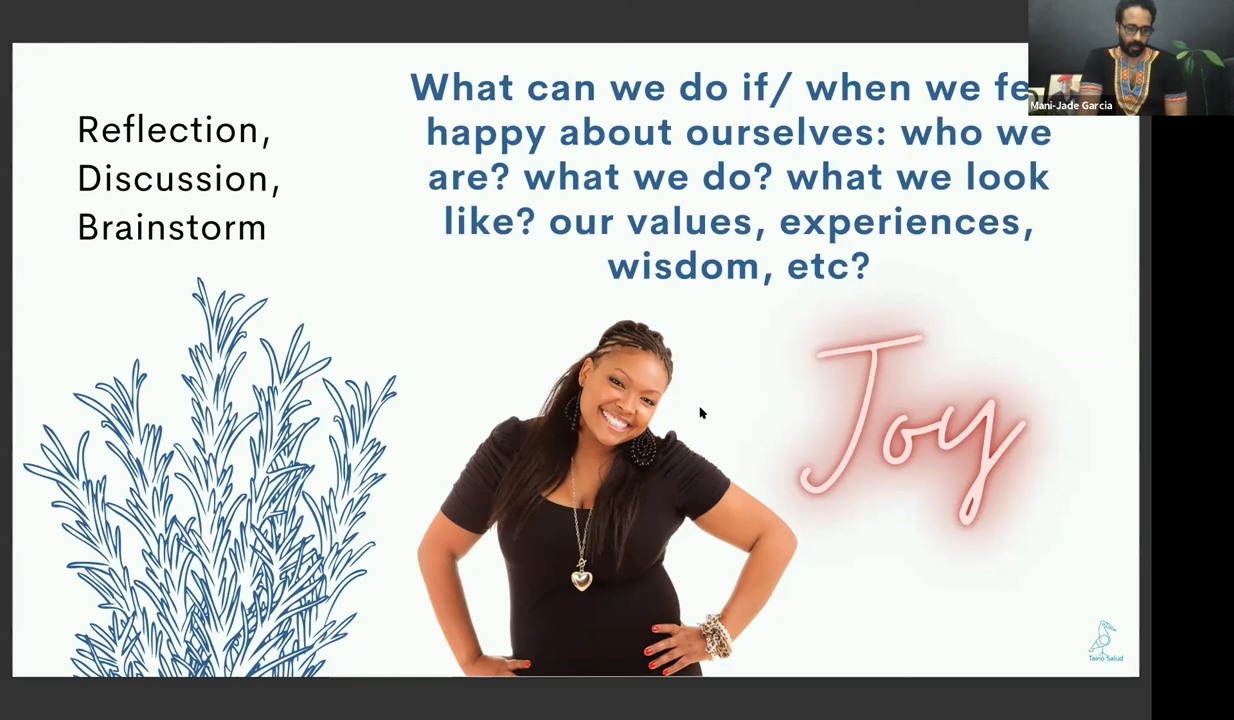 Reflection,
Discussion,
Brainstorm
What can we do if/ when we fe
happy about ourselves: who we
are? what we do? what we look
like? our values, experiences,
wisdom, etc?
Joy
Mani-Jade Garcia
Taíno Salud